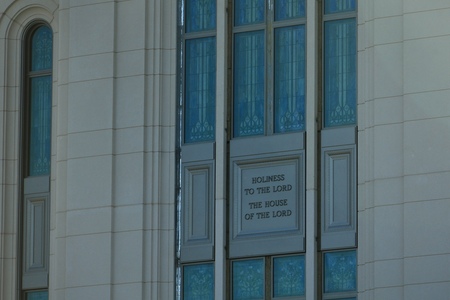 HOLINESS
TO THE LORD
THE HOUSE
OF THE LORD